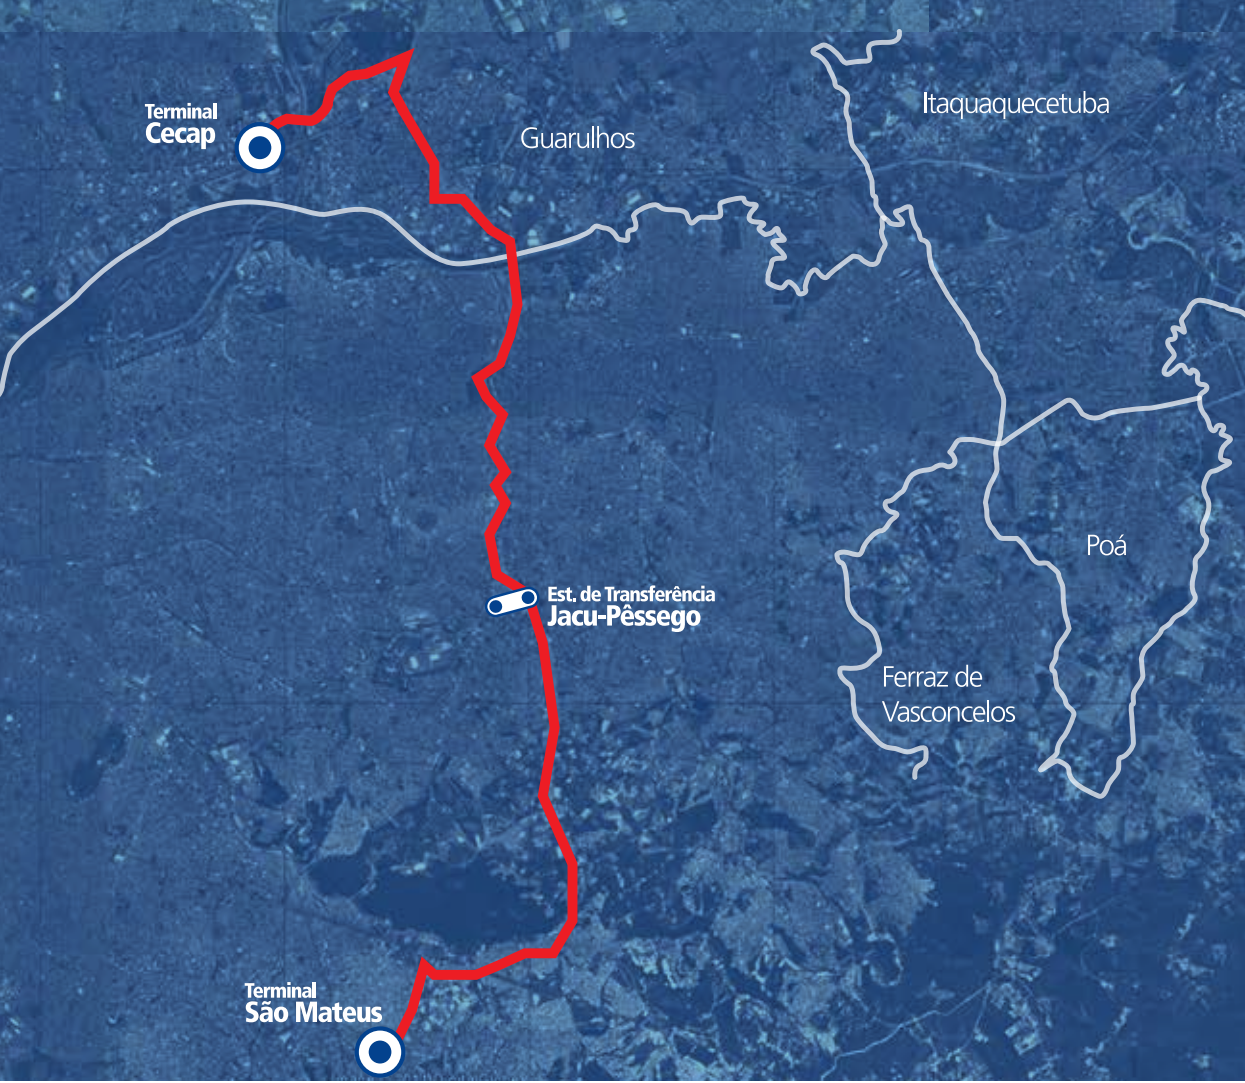 Itaquaquecetuba
Terminal
Cecap
Guarulhos
Poá
Est. de Transferência
Jacu-Pêssego
Ferraz de
Vasconcelos
Terminal
São Mateus